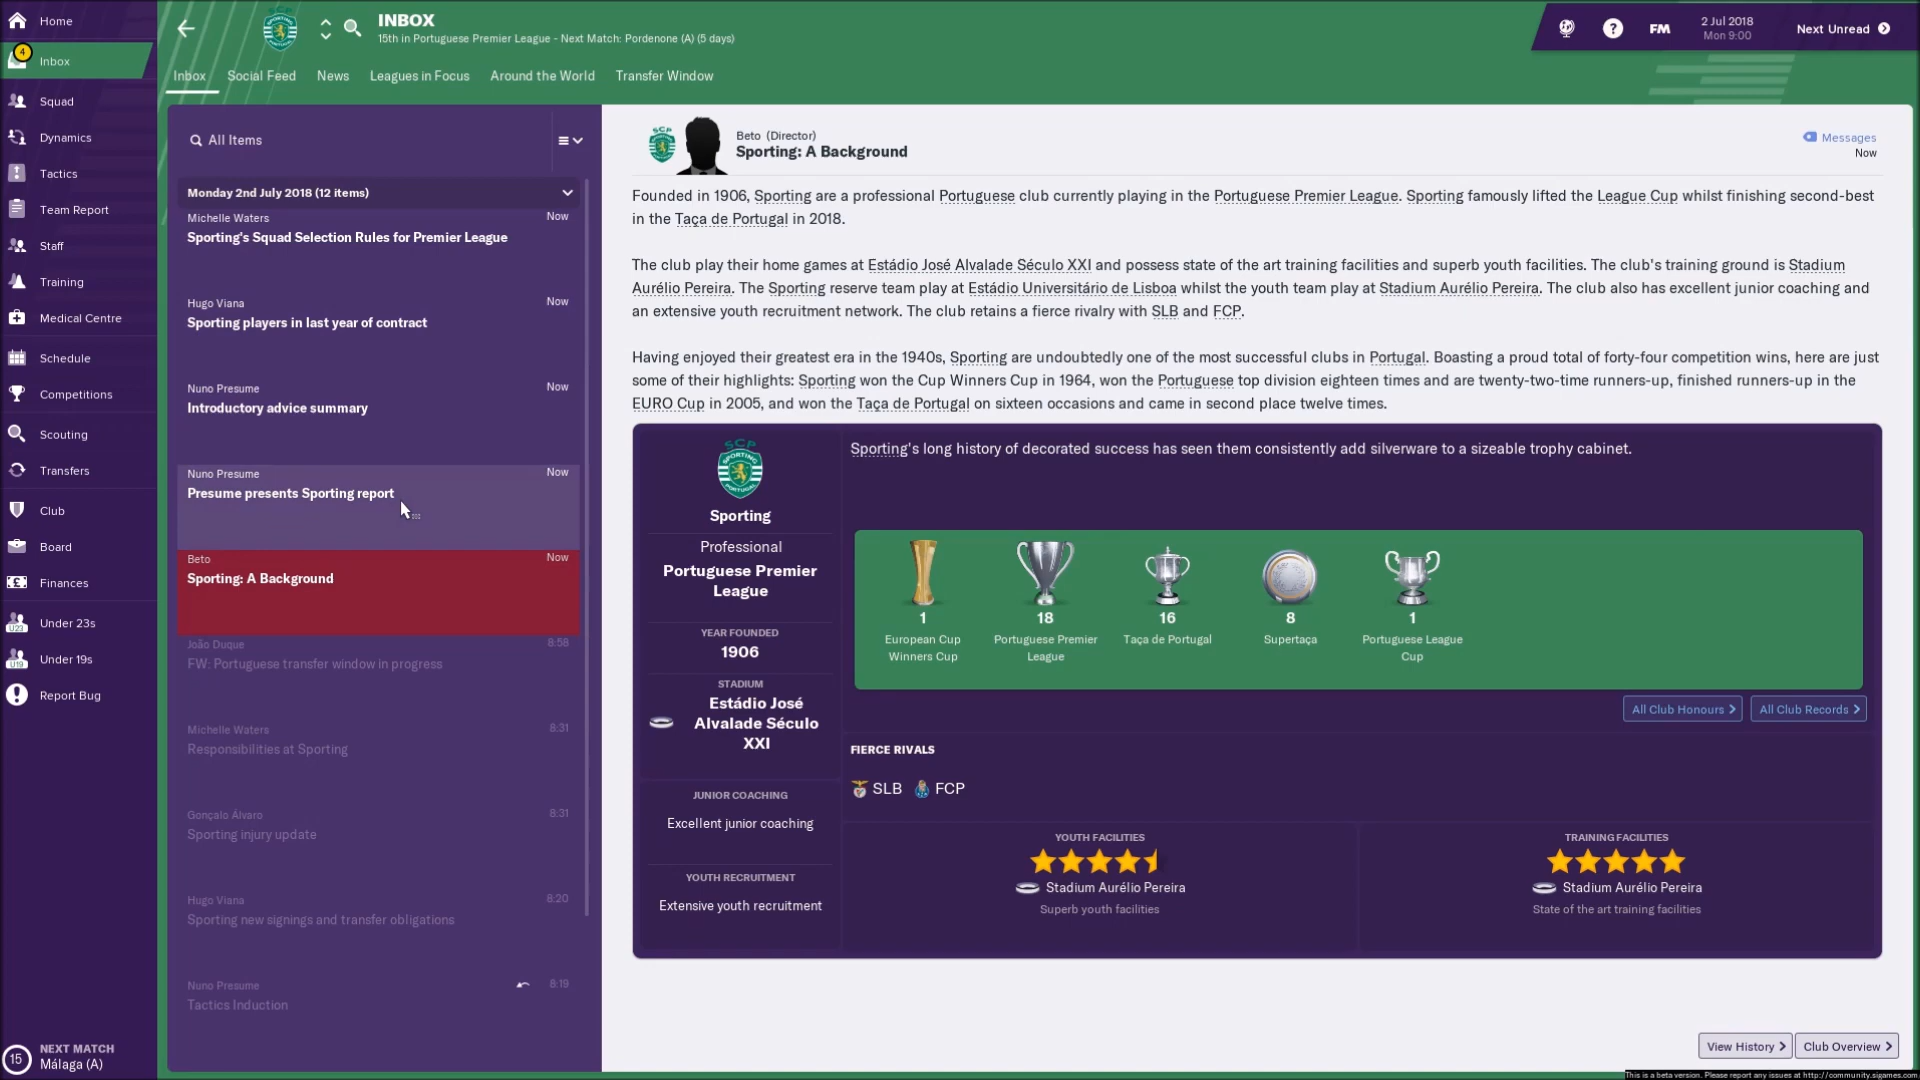 Home
4
Inbox
Squad
Dynamics
Tactics
Team Report
Staff
Training
Medical Centre
Schedule
Competitions
Scouting
Transfers
Club
Board
Finances
U23
Under 23s
U19
Under 19s
Report Bug
15
NEXT MATCH
Málaga (A)
INBOX
15th in Portuguese Premier League - Next Match: Pordenone (A) (5 days)
FM
2 Jul 2018
Mon 9:00
Next Unread
Inbox Social Feed News Leagues in Focus Around the World Transfer Window
All Items
Monday 2nd July 2018 (12 items)
Michelle Waters Now
Sporting's Squad Selection Rules for Premier League
Hugo Viana Now
Sporting players in last year of contract
Nuno Presume Now
Introductory advice summary
Nuno Presume Now
Presume presents Sporting report
Beto Now
Sporting: A Background
João Duque 8:58
FW: Portuguese transfer window in progress
Michelle Waters 8:31
Responsibilities at Sporting
Gonçalo Álvaro 8:31
Sporting injury update
Hugo Viana 8:20
Sporting new signings and transfer obligations
Nuno Presume 8:19
Tactics Induction
SCP
Beto (Director)
Sporting: A Background
Messages
Now
Founded in 1906, Sporting are a professional Portuguese club currently playing in the Portuguese Premier League. Sporting famously lifted the League Cup whilst finishing second-best
in the Taça de Portugal in 2018.
The club play their home games at Estádio José Alvalade Século XXI and possess state of the art training facilities and superb youth facilities. The club's training ground is Stadium
Aurélio Pereira. The Sporting reserve team play at Estádio Universitário de Lisboa whilst the youth team play at Stadium Aurélio Pereira. The club also has excellent junior coaching and
an extensive youth recruitment network. The club retains a fierce rivalry with SLB and FCP.
Having enjoyed their greatest era in the 1940s, Sporting are undoubtedly one of the most successful clubs in Portugal. Boasting a proud total of forty-four competition wins, here are just
some of their highlights: Sporting won the Cup Winners Cup in 1964, won the Portuguese top division eighteen times and are twenty-two-time runners-up, finished runners-up in the
EURO Cup in 2005, and won the Taça de Portugal on sixteen occasions and came in second place twelve times.
SCP
SPORTING
PORTUGAL
Sporting
Professional
Portuguese Premier
League
YEAR FOUNDED
1906
STADIUM
Estádio José
Alvalade Século
XXI
JUNIOR COACHING
Excellent junior coaching
YOUTH RECRUITMENT
Extensive youth recruitment
Sporting's long history of decorated success has seen them consistently add silverware to a sizeable trophy cabinet.
1 18 16 8 1
European Cup Portuguese Premier Taça de Portugal Supertaça Portuguese League
Winners Cup League Cup
All Club Honours All Club Records
FIERCE RIVALS
SLB FCP
YOUTH FACILITIES
Stadium Aurélio Pereira
Superb youth facilities
TRAINING FACILITIES
Stadium Aurélio Pereira
State of the art training facilities
View History Club Overview
This is a beta version. Please report any issues at http://community.sigames.com